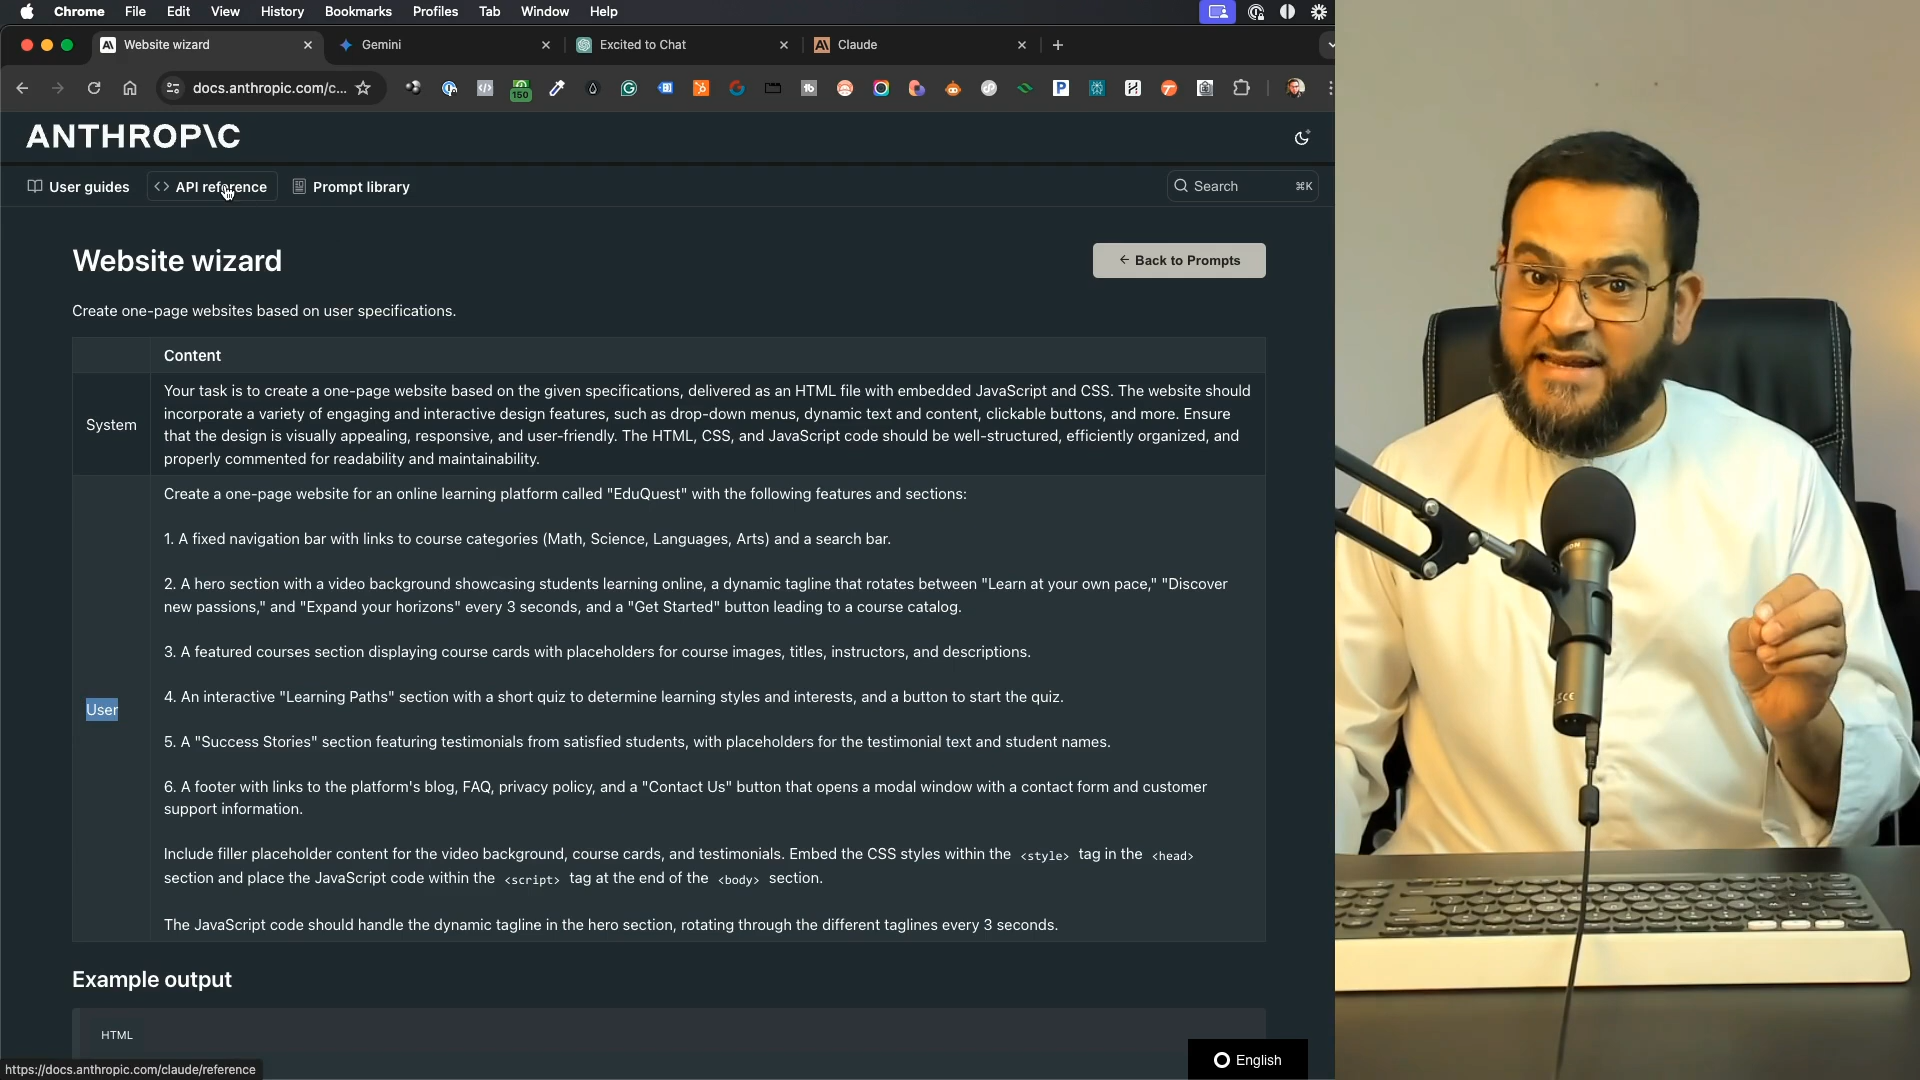 Chrome File Edit View History Bookmarks Profiles Tab Window Help
Website wizard Gemini Excited to Chat Claude
docs.anthropic.com/c...
150
ANTHROP\C
User guides API reference Prompt library Search ⌘K
Website wizard
← Back to Prompts
Create one-page websites based on user specifications.
Content
System
Your task is to create a one-page website based on the given specifications, delivered as an HTML file with embedded JavaScript and CSS. The website should
incorporate a variety of engaging and interactive design features, such as drop-down menus, dynamic text and content, clickable buttons, and more. Ensure
that the design is visually appealing, responsive, and user-friendly. The HTML, CSS, and JavaScript code should be well-structured, efficiently organized, and
properly commented for readability and maintainability.
User
Create a one-page website for an online learning platform called "EduQuest" with the following features and sections:
1. A fixed navigation bar with links to course categories (Math, Science, Languages, Arts) and a search bar.
2. A hero section with a video background showcasing students learning online, a dynamic tagline that rotates between "Learn at your own pace," "Discover
new passions," and "Expand your horizons" every 3 seconds, and a "Get Started" button leading to a course catalog.
3. A featured courses section displaying course cards with placeholders for course images, titles, instructors, and descriptions.
4. An interactive "Learning Paths" section with a short quiz to determine learning styles and interests, and a button to start the quiz.
5. A "Success Stories" section featuring testimonials from satisfied students, with placeholders for the testimonial text and student names.
6. A footer with links to the platform's blog, FAQ, privacy policy, and a "Contact Us" button that opens a modal window with a contact form and customer
support information.
Include filler placeholder content for the video background, course cards, and testimonials. Embed the CSS styles within the <style> tag in the <head>
section and place the JavaScript code within the <script> tag at the end of the <body> section.
The JavaScript code should handle the dynamic tagline in the hero section, rotating through the different taglines every 3 seconds.
Example output
HTML
English
https://docs.anthropic.com/claude/reference